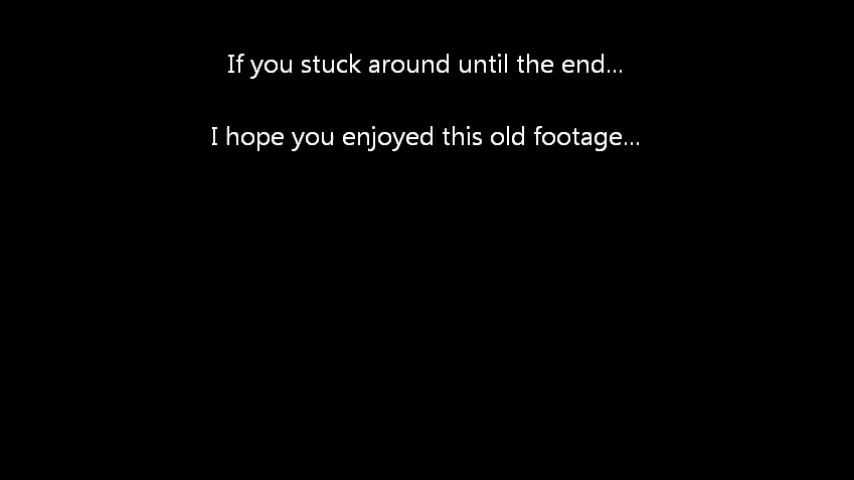 If you stuck around until the end...
I hope you enjoyed this old footage...